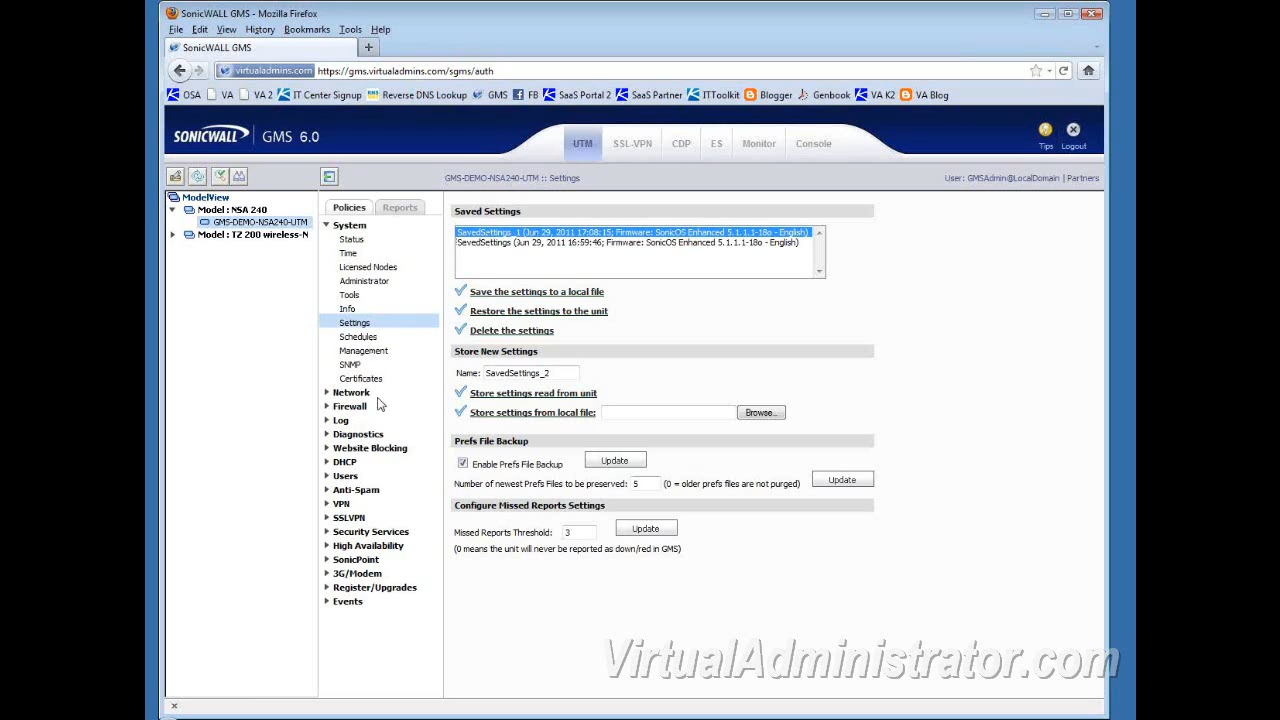 SonicWALL GMS - Mozilla Firefox
File Edit View History Bookmarks Tools Help
SonicWALL GMS
virtualadmins.com https://gms.virtualadmins.com/sgms/auth
OSA VA VA 2 IT Center Signup Reverse DNS Lookup GMS FB SaaS Portal 2 SaaS Partner ITToolkit Blogger Genbook VA K2 VA Blog
SONICWALL GMS 6.0
UTM SSL-VPN CDP ES Monitor Console
Tips Logout
GMS-DEMO-NSA240-UTM :: Settings
User: GMSAdmin@LocalDomain | Partners
ModelView
Model : NSA 240
GMS-DEMO-NSA240-UTM
Model : TZ 200 wireless-N
Policies Reports
System
Status
Time
Licensed Nodes
Administrator
Tools
Info
Settings
Schedules
Management
SNMP
Certificates
Network
Firewall
Log
Diagnostics
Website Blocking
DHCP
Users
Anti-Spam
VPN
SSLVPN
Security Services
High Availability
SonicPoint
3G/Modem
Register/Upgrades
Events
Saved Settings
SavedSettings_1 (Jun 29, 2011 17:08:15; Firmware: SonicOS Enhanced 5.1.1.1-18o - English)
SavedSettings (Jun 29, 2011 16:59:46; Firmware: SonicOS Enhanced 5.1.1.1-18o - English)
Save the settings to a local file
Restore the settings to the unit
Delete the settings
Store New Settings
Name: SavedSettings_2
Store settings read from unit
Store settings from local file: Browse...
Prefs File Backup
Enable Prefs File Backup Update
Number of newest Prefs Files to be preserved: 5 (0 = older prefs files are not purged) Update
Configure Missed Reports Settings
Missed Reports Threshold: 3 Update
(0 means the unit will never be reported as down/red in GMS)
VirtualAdministrator.com